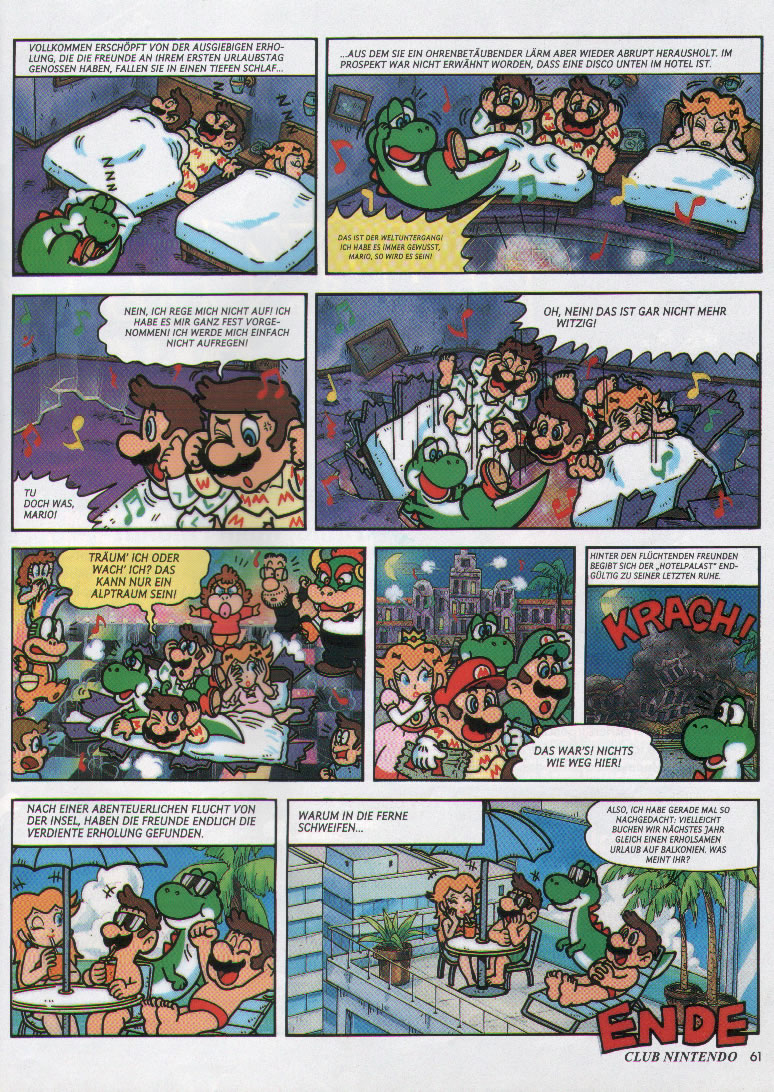 VOLLKOMMEN ERSCHÖPFT VON DER AUSGIEBIGEN ERHO-
LUNG, DIE DIE FREUNDE AN IHREM ERSTEN URLAUBSTAG
GENOSSEN HABEN, FALLEN SIE IN EINEN TIEFEN SCHLAF...
N N N
N N N
N N N N
...AUS DEM SIE EIN OHRENBETÄUBENDER LÄRM ABER WIEDER ABRUPT HERAUSHOLT. IM
PROSPEKT WAR NICHT ERWÄHNT WORDEN, DASS EINE DISCO UNTEN IM HOTEL IST.
DAS IST DER WELTUNTERGANG!
ICH HABE ES IMMER GEWUSST,
MARIO, SO WIRD ES SEIN!
NEIN, ICH REGE MICH NICHT AUF! ICH
HABE ES MIR GANZ FEST VORGE-
NOMMEN! ICH WERDE MICH EINFACH
NICHT AUFREGEN!
TU
DOCH WAS,
MARIO!
OH, NEIN! DAS IST GAR NICHT MEHR
WITZIG!
TRÄUM' ICH ODER
WACH' ICH? DAS
KANN NUR EIN
ALPTRAUM SEIN!
DAS WAR'S! NICHTS
WIE WEG HIER!
HINTER DEN FLÜCHTENDEN FREUNDEN
BEGIBT SICH DER „HOTELPALAST" END-
GÜLTIG ZU SEINER LETZTEN RUHE.
KRACH!
NACH EINER ABENTEUERLICHEN FLUCHT VON
DER INSEL, HABEN DIE FREUNDE ENDLICH DIE
VERDIENTE ERHOLUNG GEFUNDEN.
WARUM IN DIE FERNE
SCHWEIFEN...
ALSO, ICH HABE GERADE MAL SO
NACHGEDACHT: VIELLEICHT
BUCHEN WIR NÄCHSTES JAHR
GLEICH EINEN ERHOLSAMEN
URLAUB AUF BALKONIEN. WAS
MEINT IHR?
ENDE
CLUB NINTENDO 61